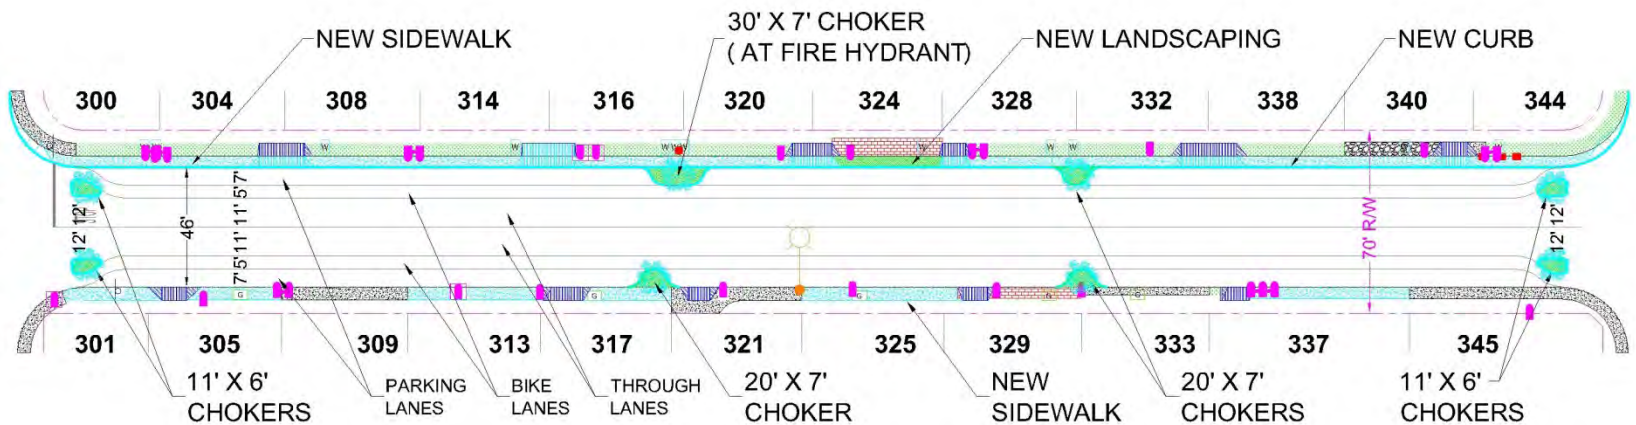 NEW SIDEWALK
30' X 7' CHOKER
( AT FIRE HYDRANT)
NEW LANDSCAPING
NEW CURB
300 304 308 314 316 320 324 328 332 338 340 344
W W W W W W W W W
12' 12'
46'
7' 5' 11' 11' 5' 7'
70' R/W
12' 12'
G G G G G
301 305 309 313 317 321 325 329 333 337 345
11' X 6'
CHOKERS
PARKING
LANES
BIKE
LANES
THROUGH
LANES
20' X 7'
CHOKER
NEW
SIDEWALK
20' X 7'
CHOKERS
11' X 6'
CHOKERS